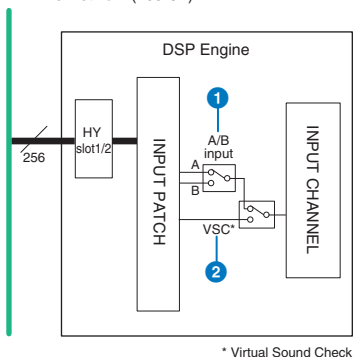 DSP Engine
1
A/B
input
HY
slot1/2
256
INPUT PATCH
A
B
VSC*
2
INPUT CHANNEL
* Virtual Sound Check